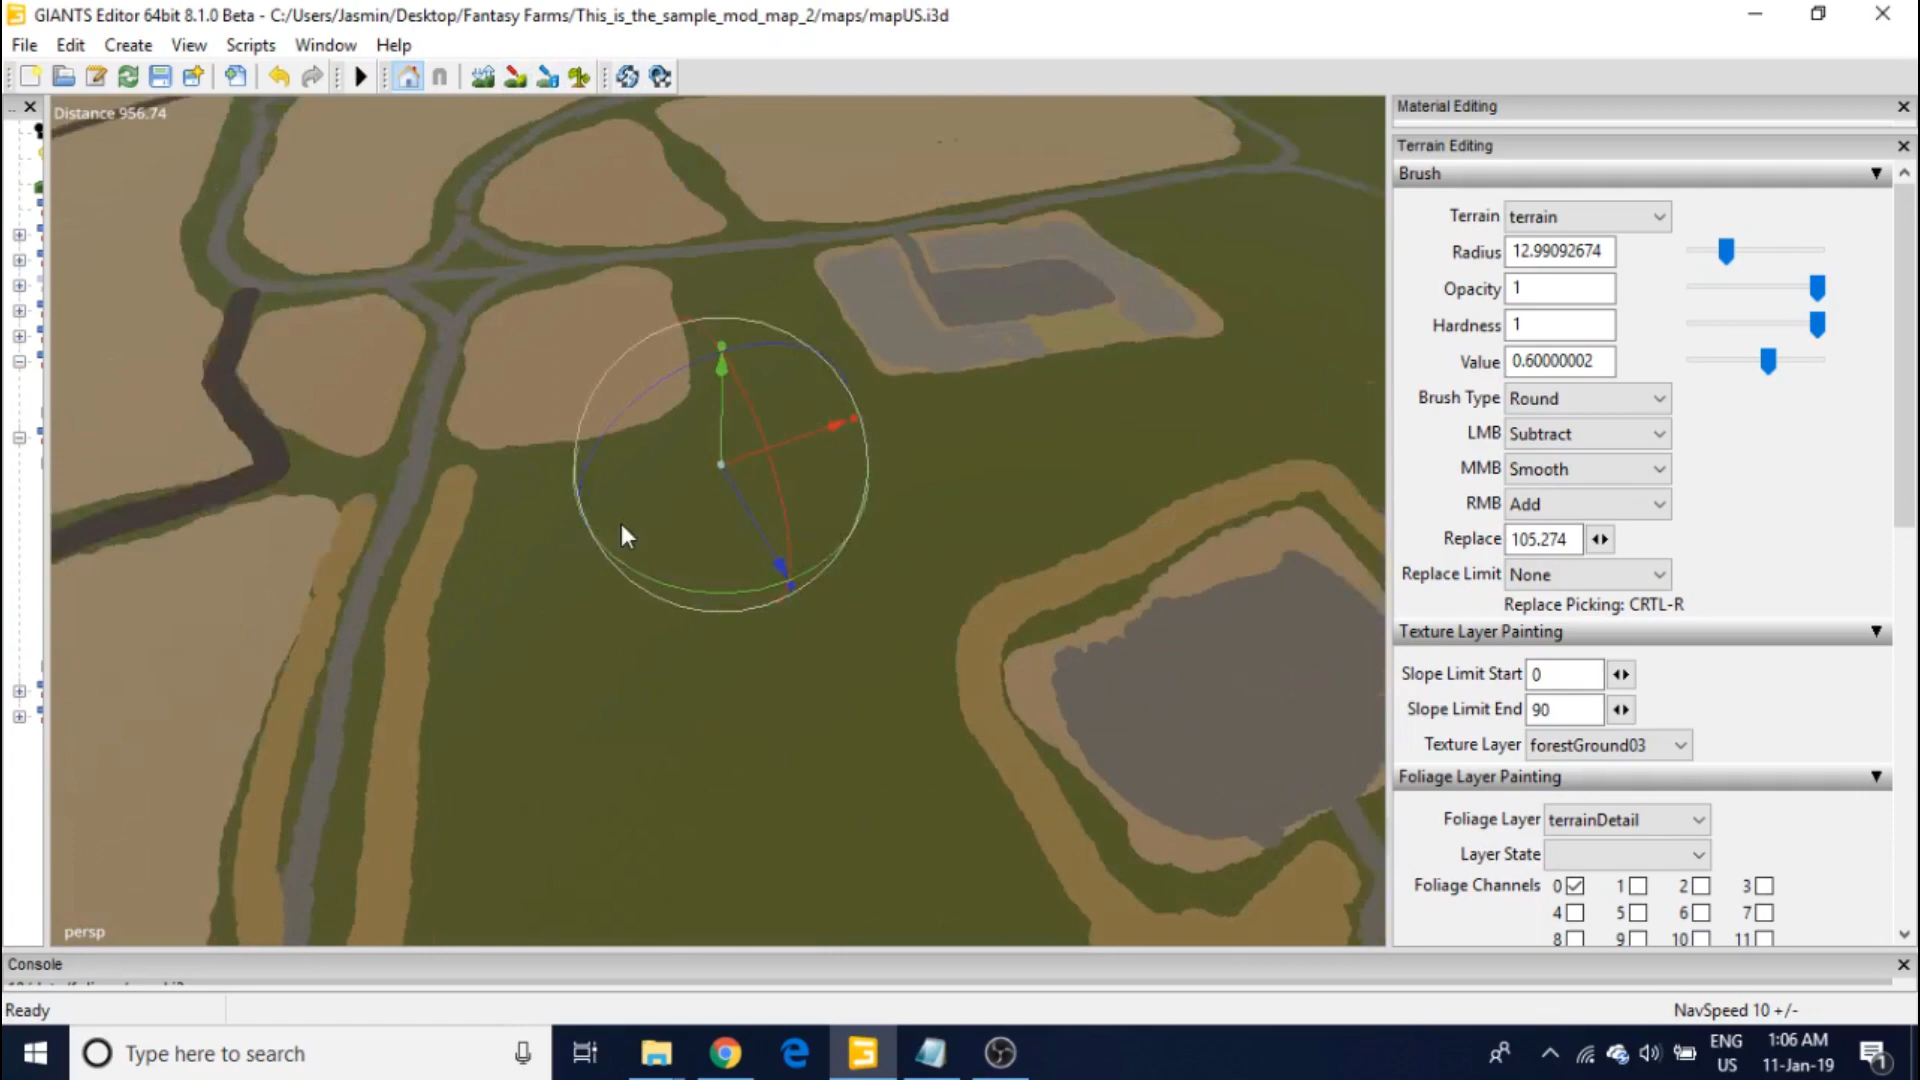 GIANTS Editor 64bit 8.1.0 Beta - C:/Users/Jasmin/Desktop/Fantasy Farms/This_is_the_sample_mod_map_2/maps/mapUS.i3d
File Edit Create View Scripts Window Help
Distance 956.74
persp
Material Editing
Terrain Editing
Brush
Terrain terrain
Radius 12.99092674
Opacity 1
Hardness 1
Value 0.60000002
Brush Type Round
LMB Subtract
MMB Smooth
RMB Add
Replace 105.274
Replace Limit None
Replace Picking: CRTL-R
Texture Layer Painting
Slope Limit Start 0
Slope Limit End 90
Texture Layer forestGround03
Foliage Layer Painting
Foliage Layer terrainDetail
Layer State
Foliage Channels 0 1 2 3
4 5 6 7
8 9 10 11
Console
Ready
NavSpeed 10 +/-
Type here to search
ENG
US
1:06 AM
11-Jan-19
1